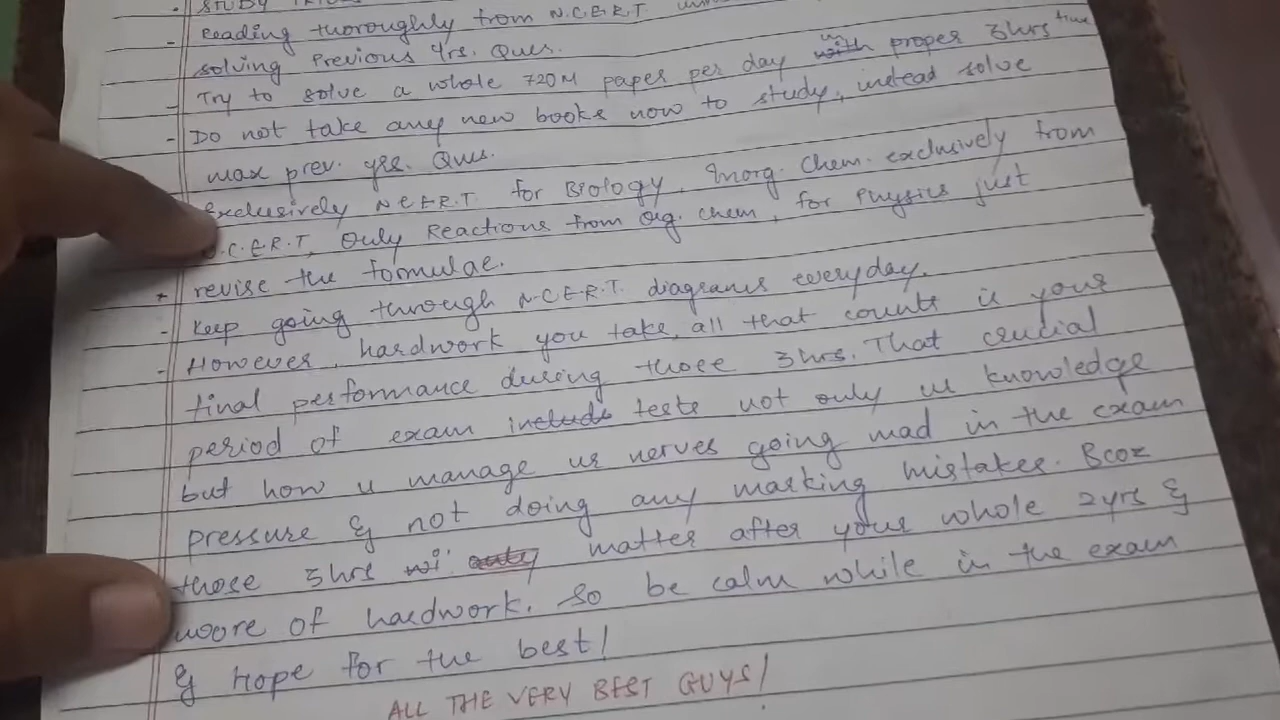 - STUDY
- Reading thoroughly from N.C.E.R.T.
solving Previous Yrs. Ques.
- Try to solve a whole 720M paper per day in proper 3hrs time
- Do not take any new books now to study, instead solve
max prev. yrs. Ques.
Exclusively N.C.E.R.T. for Biology, Inorg. Chem. exclusively from
N.C.E.R.T, Only Reactions from Org. chem, for Physics just
revise the formulae.
- Keep going through N.C.E.R.T. diagrams everyday.
- However, hardwork you take, all that counts is your
final performance during those 3hrs. That crucial
period of exam tests not only ur knowledge
but how u manage ur nerves going mad in the exam
pressure & not doing any marking mistakes. Bcoz
those 3hrs matter after your whole 2yrs &
more of hardwork. So be calm while in the exam
& Hope for the best!
ALL THE VERY BEST GUYS!